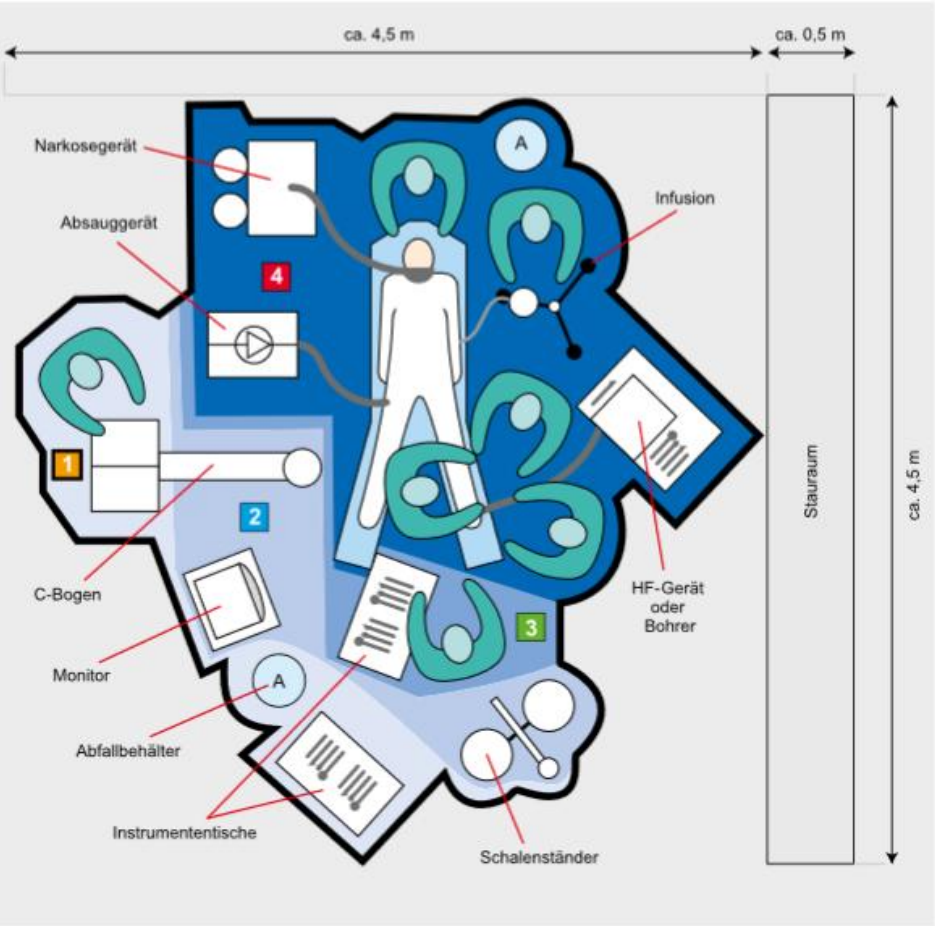 ca. 4,5 m
ca. 0,5 m
Narkosegerät
A
Infusion
Absauggerät
4
1
2
Stauraum
ca. 4,5 m
C-Bogen
HF-Gerät
oder
Bohrer
3
Monitor
A
Abfallbehälter
Instrumententische
Schalenständer